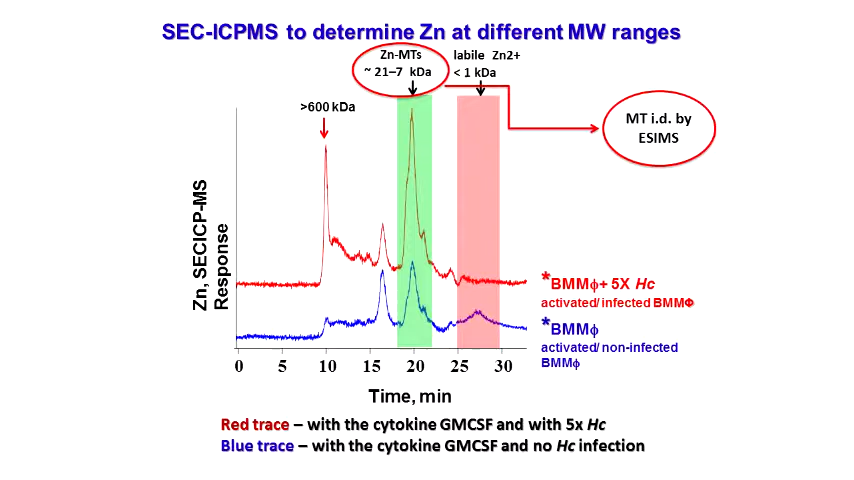 SEC-ICPMS to determine Zn at different MW ranges
Zn-MTs
~ 21–7 kDa
labile Zn2+
< 1 kDa
>600 kDa
MT i.d. by
ESIMS
Zn, SECICP-MS
Response
*BMMϕ+ 5X Hc
activated/ infected BMMΦ
*BMMϕ
activated/ non-infected
BMMϕ
0 5 10 15 20 25 30
Time, min
Red trace – with the cytokine GMCSF and with 5x Hc
Blue trace – with the cytokine GMCSF and no Hc infection